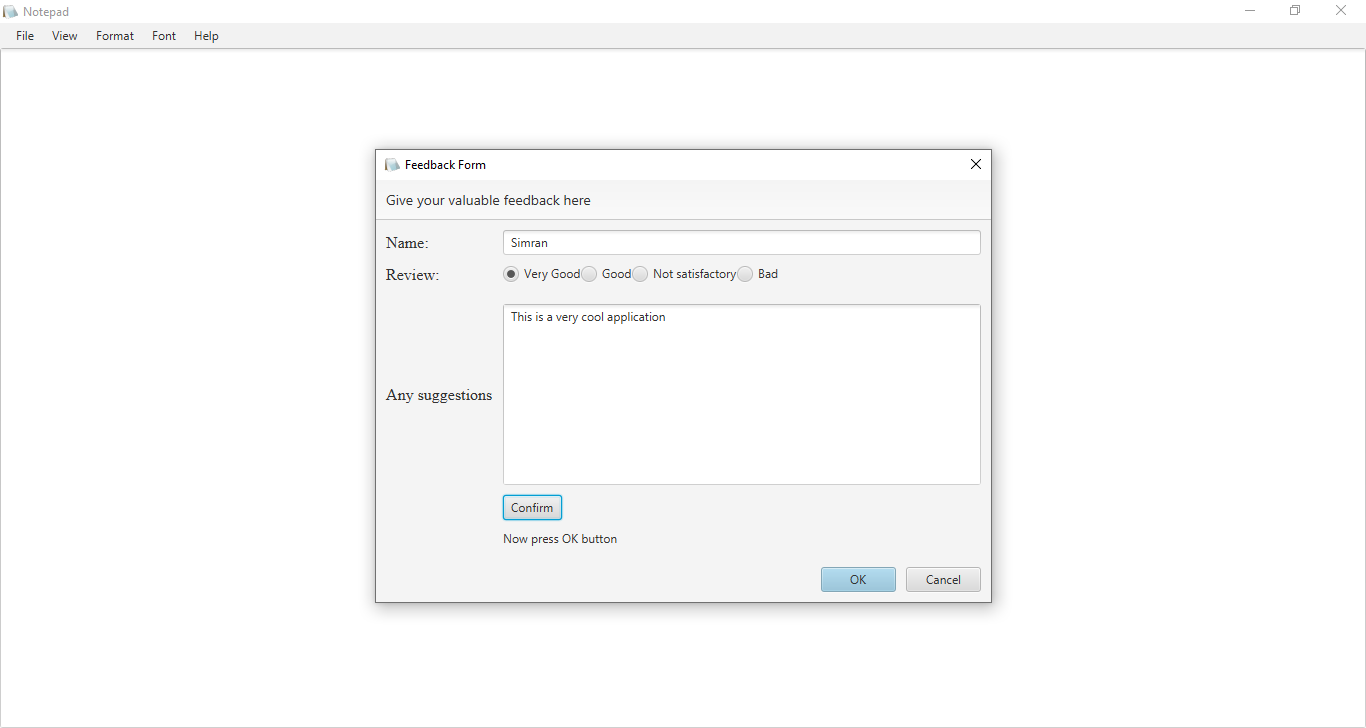 Notepad
File View Format Font Help
Feedback Form
Give your valuable feedback here
Name: Simran
Review: Very Good Good Not satisfactory Bad
This is a very cool application
Any suggestions
Confirm
Now press OK button
OK Cancel